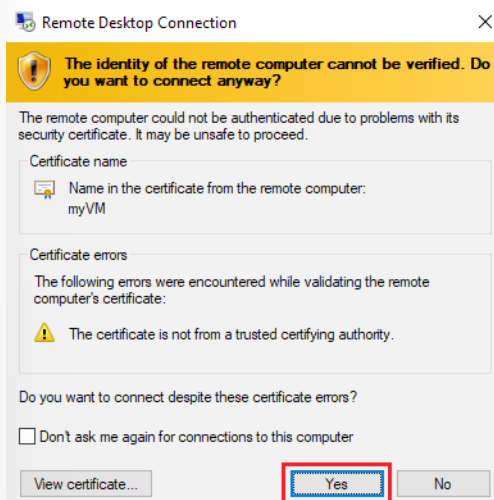 Remote Desktop Connection
The identity of the remote computer cannot be verified. Do
you want to connect anyway?
The remote computer could not be authenticated due to problems with its
security certificate. It may be unsafe to proceed.
Certificate name
Name in the certificate from the remote computer:
myVM
Certificate errors
The following errors were encountered while validating the remote
computer's certificate:
The certificate is not from a trusted certifying authority.
Do you want to connect despite these certificate errors?
Don't ask me again for connections to this computer
View certificate...
Yes
No